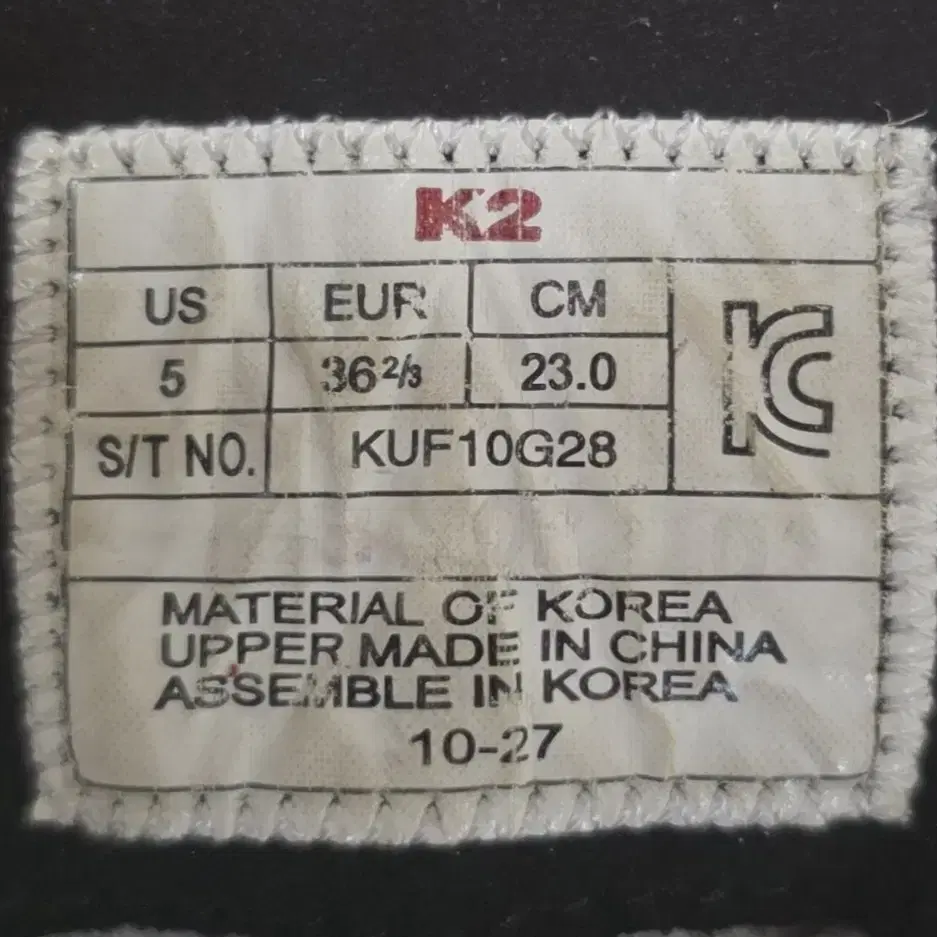 K2
US EUR CM
5 36 2/3 23.0
S/T NO. KUF10G28
MATERIAL OF KOREA
UPPER MADE IN CHINA
ASSEMBLE IN KOREA
10-27